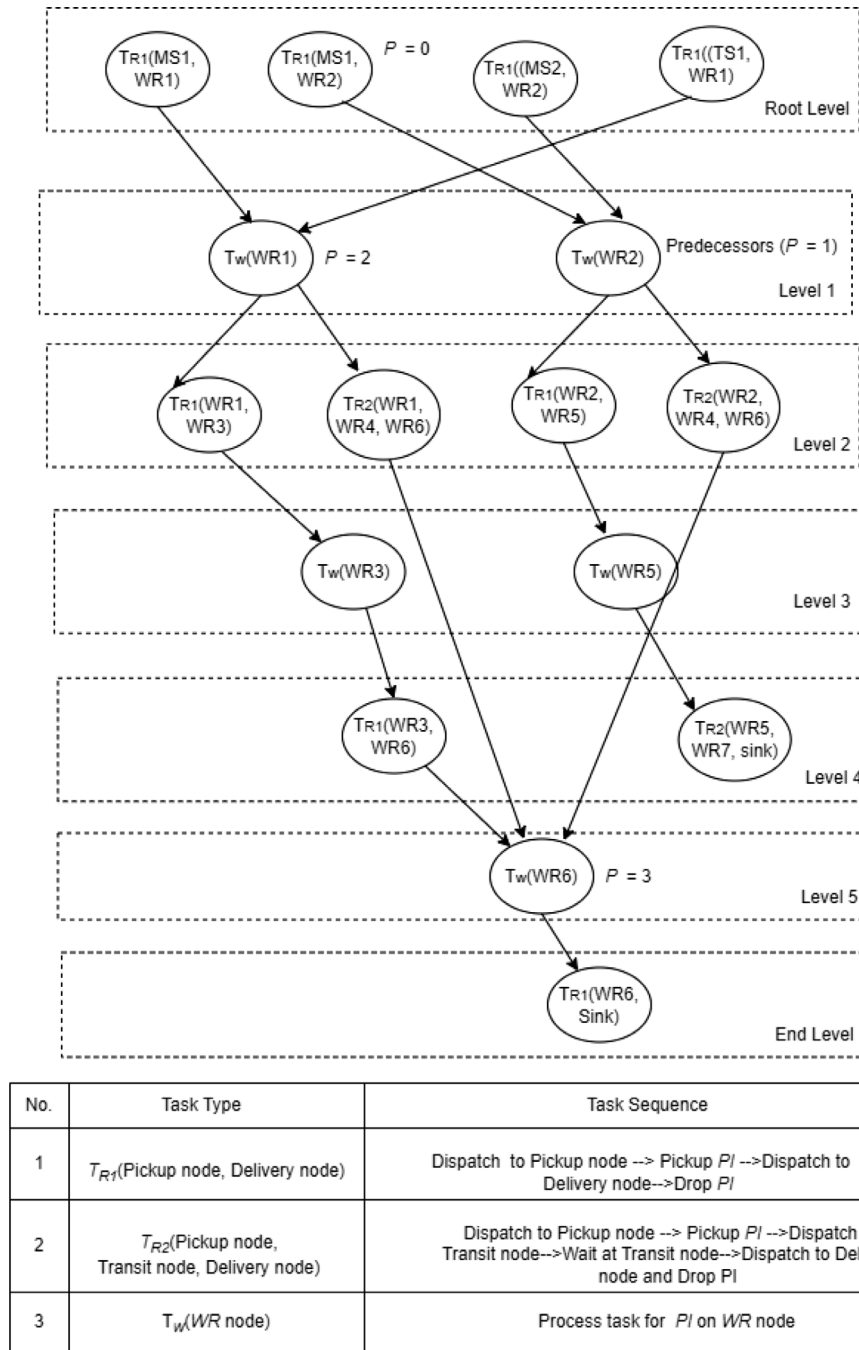 TR1(MS1,
WR1)
TR1(MS1,
WR2)
P = 0
TR1((MS2,
WR2)
TR1((TS1,
WR1)
Root Level
Tw(WR1)
P = 2
Tw(WR2)
Predecessors (P = 1)
Level 1
TR1(WR1,
WR3)
TR2(WR1,
WR4, WR6)
TR1(WR2,
WR5)
TR2(WR2,
WR4, WR6)
Level 2
Tw(WR3)
Tw(WR5)
Level 3
TR1(WR3,
WR6)
TR2(WR5,
WR7, sink)
Level 4
Tw(WR6)
P = 3
Level 5
TR1(WR6,
Sink)
End Level
No. Task Type Task Sequence
1 TR1(Pickup node, Delivery node) Dispatch to Pickup node --> Pickup PI -->Dispatch to
Delivery node-->Drop PI
2 TR2(Pickup node,
Transit node, Delivery node)
Dispatch to Pickup node --> Pickup PI -->Dispatch
Transit node-->Wait at Transit node-->Dispatch to Del
node and Drop PI
3 TW(WR node) Process task for PI on WR node